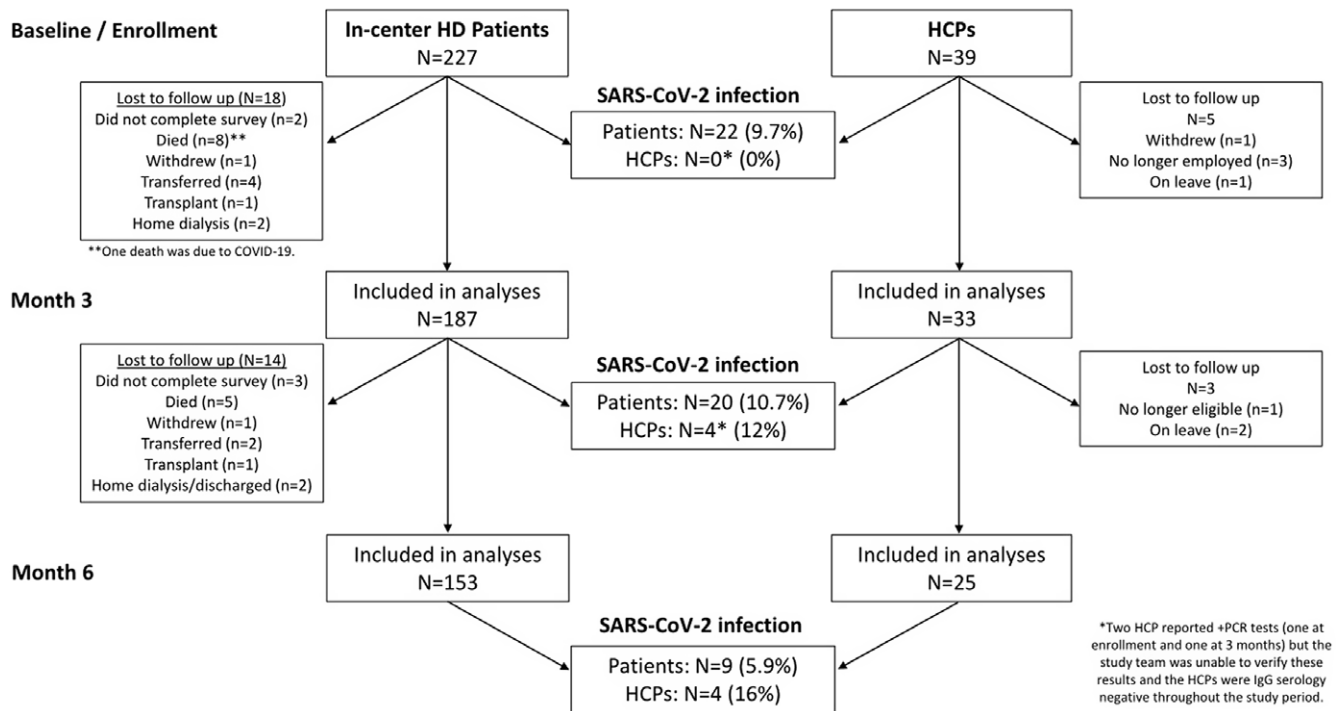 Baseline / Enrollment
In-center HD Patients
N=227
HCPs
N=39
Lost to follow up (N=18)
Did not complete survey (n=2)
Died (n=8)**
Withdrew (n=1)
Transferred (n=4)
Transplant (n=1)
Home dialysis (n=2)
**One death was due to COVID-19.
SARS-CoV-2 infection
Patients: N=22 (9.7%)
HCPs: N=0* (0%)
Lost to follow up
N=5
Withdrew (n=1)
No longer employed (n=3)
On leave (n=1)
Month 3
Included in analyses
N=187
Included in analyses
N=33
Lost to follow up (N=14)
Did not complete survey (n=3)
Died (n=5)
Withdrew (n=1)
Transferred (n=2)
Transplant (n=1)
Home dialysis/discharged (n=2)
SARS-CoV-2 infection
Patients: N=20 (10.7%)
HCPs: N=4* (12%)
Lost to follow up
N=3
No longer eligible (n=1)
On leave (n=2)
Month 6
Included in analyses
N=153
Included in analyses
N=25
SARS-CoV-2 infection
Patients: N=9 (5.9%)
HCPs: N=4 (16%)
*Two HCP reported +PCR tests (one at
enrollment and one at 3 months) but the
study team was unable to verify these
results and the HCPs were IgG serology
negative throughout the study period.